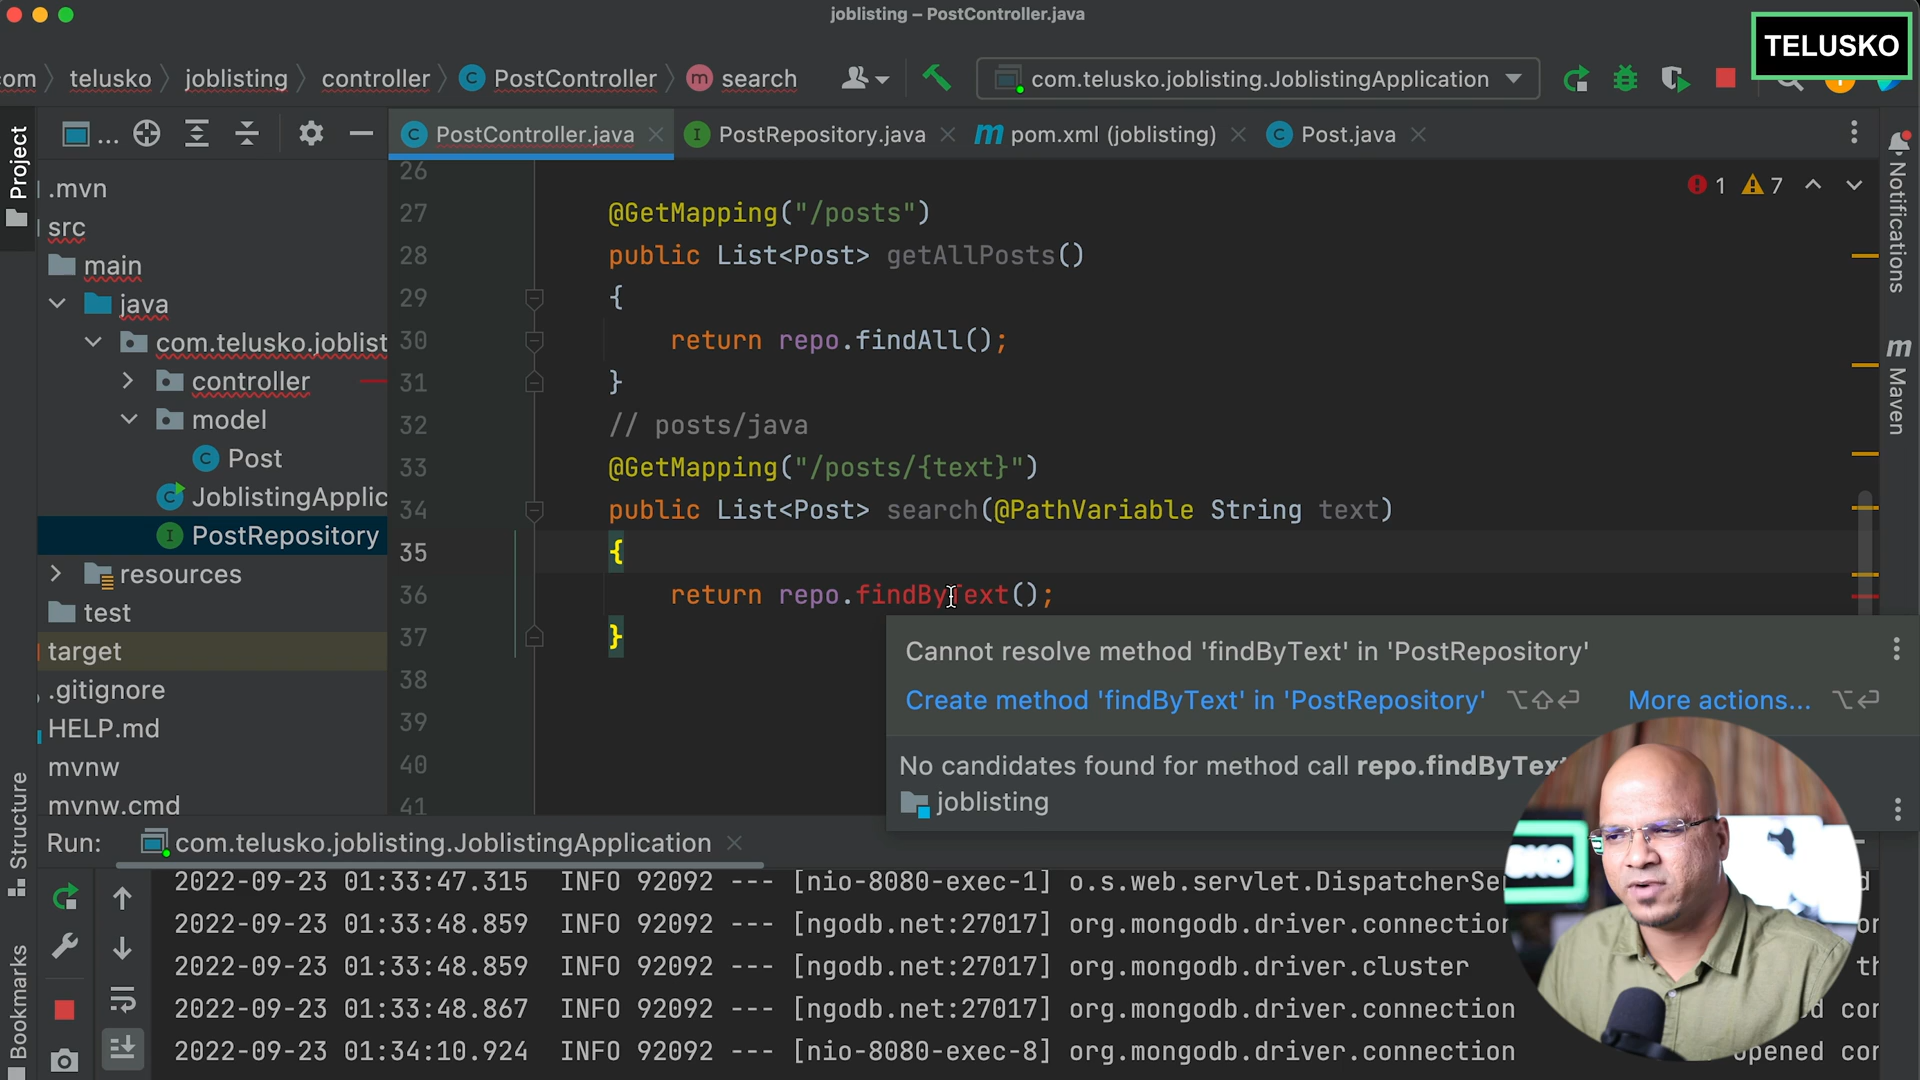 joblisting – PostController.java
TELUSKO
om
telusko
joblisting
controller
PostController
search
com.telusko.joblisting.JoblistingApplication
Project
...
PostController.java
PostRepository.java
pom.xml (joblisting)
Post.java
Notifications
Maven
.mvn
src
main
java
com.telusko.joblist
controller
model
Post
JoblistingApplic
PostRepository
resources
test
target
.gitignore
HELP.md
mvnw
mvnw.cmd
1 7
26
27 @GetMapping("/posts")
28 public List<Post> getAllPosts()
29 {
30 return repo.findAll();
31 }
32 // posts/java
33 @GetMapping("/posts/{text}")
34 public List<Post> search(@PathVariable String text)
35 {
36 return repo.findByText();
37 }
38
39
40
41
Cannot resolve method 'findByText' in 'PostRepository'
Create method 'findByText' in 'PostRepository' ⌥⇧⏎ More actions... ⌥⏎
No candidates found for method call repo.findByTex
joblisting
Structure
Bookmarks
Run: com.telusko.joblisting.JoblistingApplication
2022-09-23 01:33:47.315 INFO 92092 --- [nio-8080-exec-1] o.s.web.servlet.DispatcherSe
2022-09-23 01:33:48.859 INFO 92092 --- [ngodb.net:27017] org.mongodb.driver.connection
2022-09-23 01:33:48.859 INFO 92092 --- [ngodb.net:27017] org.mongodb.driver.cluster th
2022-09-23 01:33:48.867 INFO 92092 --- [ngodb.net:27017] org.mongodb.driver.connection d con
2022-09-23 01:34:10.924 INFO 92092 --- [nio-8080-exec-8] org.mongodb.driver.connection opened con